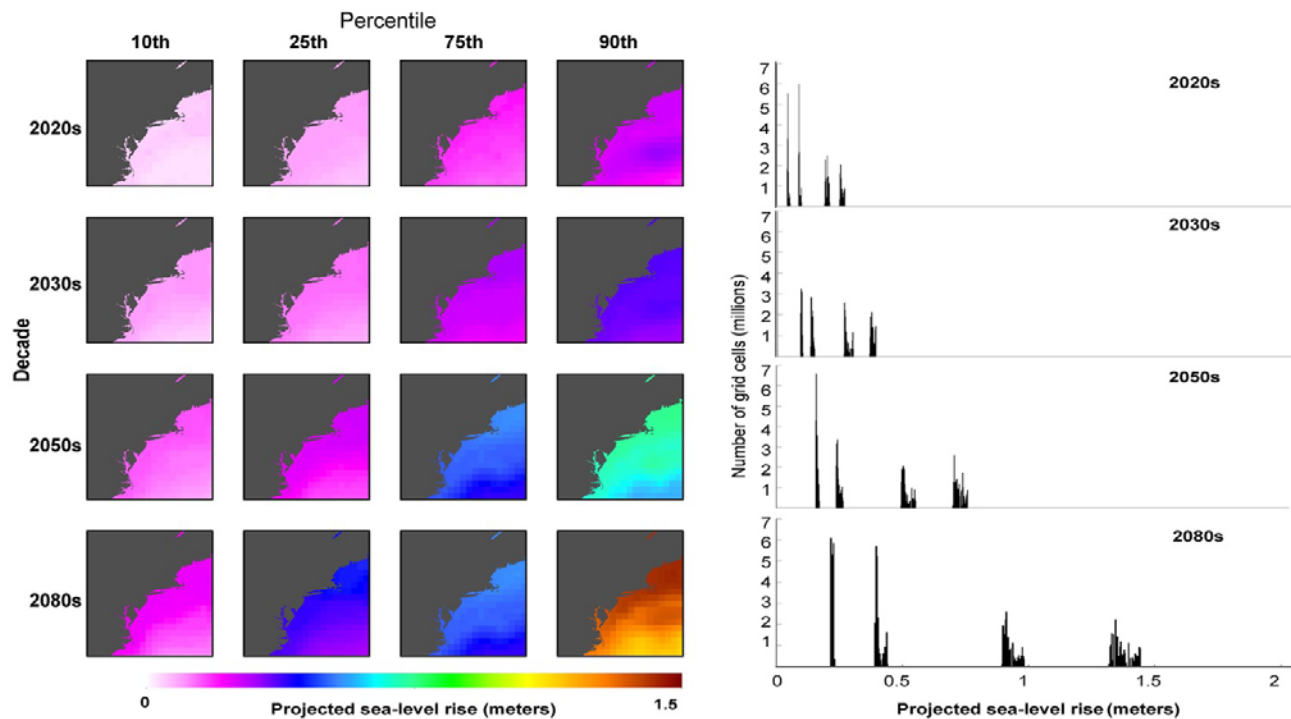 Percentile
10th 25th 75th 90th
Decade
2020s
2030s
2050s
2080s
0 1.5
Projected sea-level rise (meters)
Number of grid cells (millions)
7
6
5
4
3
2
1
2020s
7
6
5
4
3
2
1
2030s
7
6
5
4
3
2
1
2050s
7
6
5
4
3
2
1
2080s
0 0.5 1 1.5 2
Projected sea-level rise (meters)